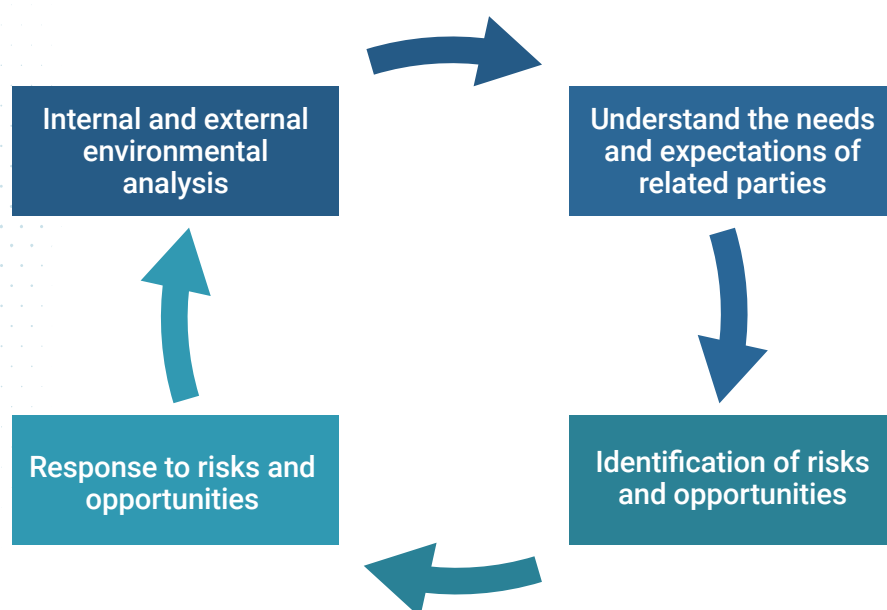 Internal and external
environmental
analysis
Understand the needs
and expectations of
related parties
Response to risks and
opportunities
Identification of risks
and opportunities